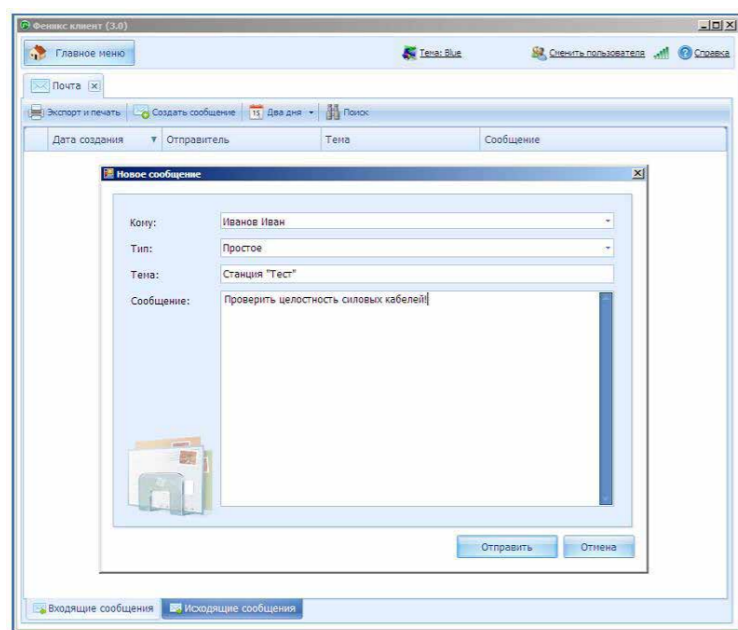 Феникс клиент (3.0)
Главное меню Тема: Blue Сменить пользователя Справка
Почта
Экспорт и печать Создать сообщение 15 Два дня Поиск
Дата создания Отправитель Тема Сообщение
Новое сообщение
Кому: Иванов Иван
Тип: Простое
Тема: Станция "Тест"
Сообщение: Проверить целостность силовых кабелей!
Отправить Отмена
Входящие сообщения Исходящие сообщения